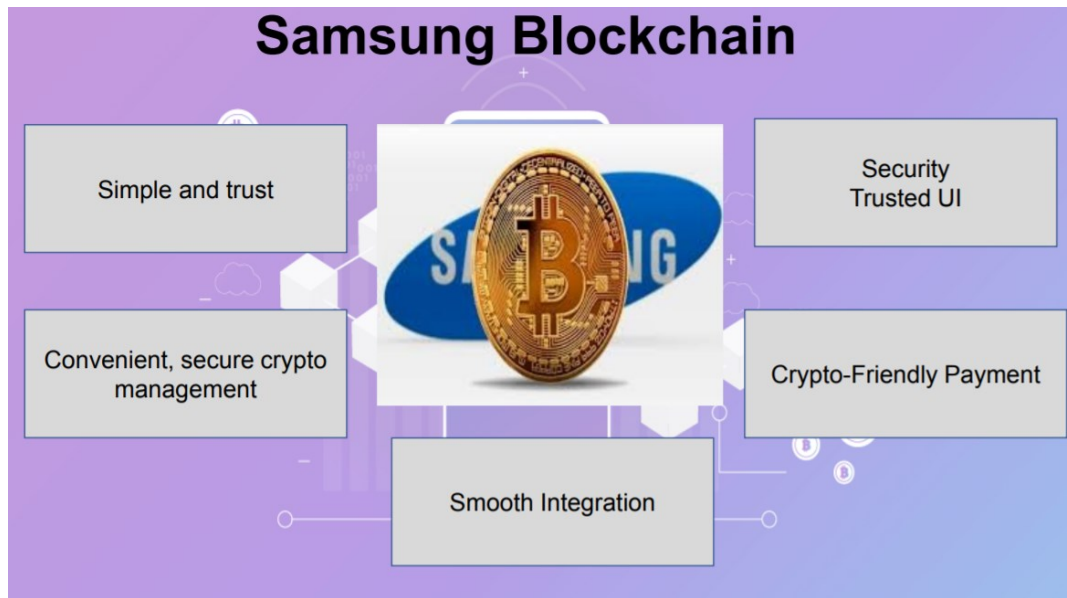 Samsung Blockchain
Simple and trust
Security
Trusted UI
Convenient, secure crypto
management
Crypto-Friendly Payment
Smooth Integration